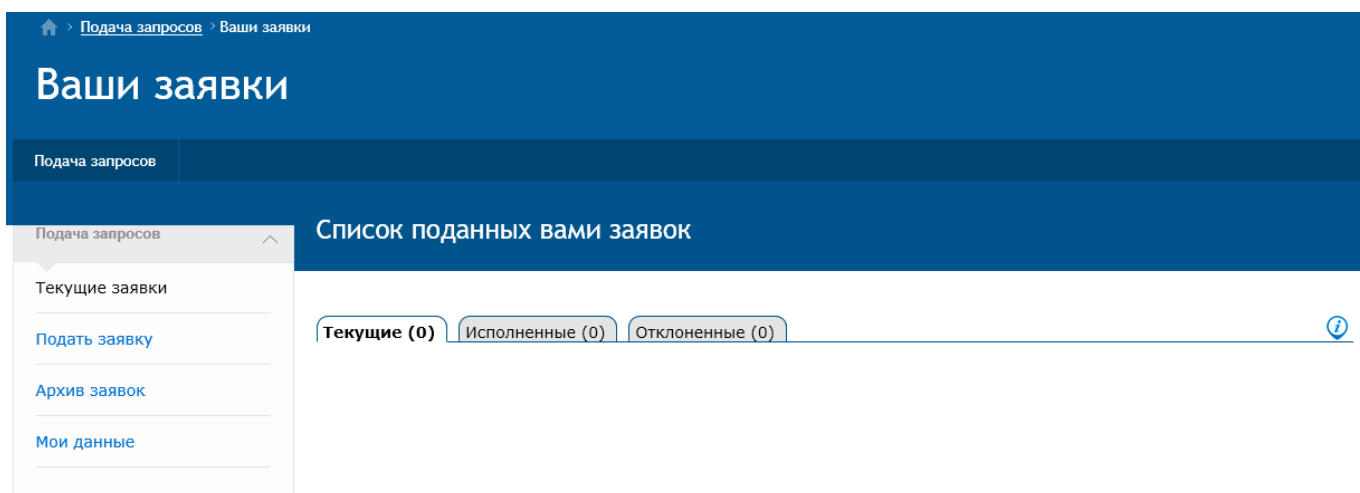 Подача запросов > Ваши заявки
Ваши заявки
Подача запросов
Подача запросов
Список поданных вами заявок
Текущие заявки
Подать заявку
Архив заявок
Мои данные
Текущие (0) Исполненные (0) Отклоненные (0)